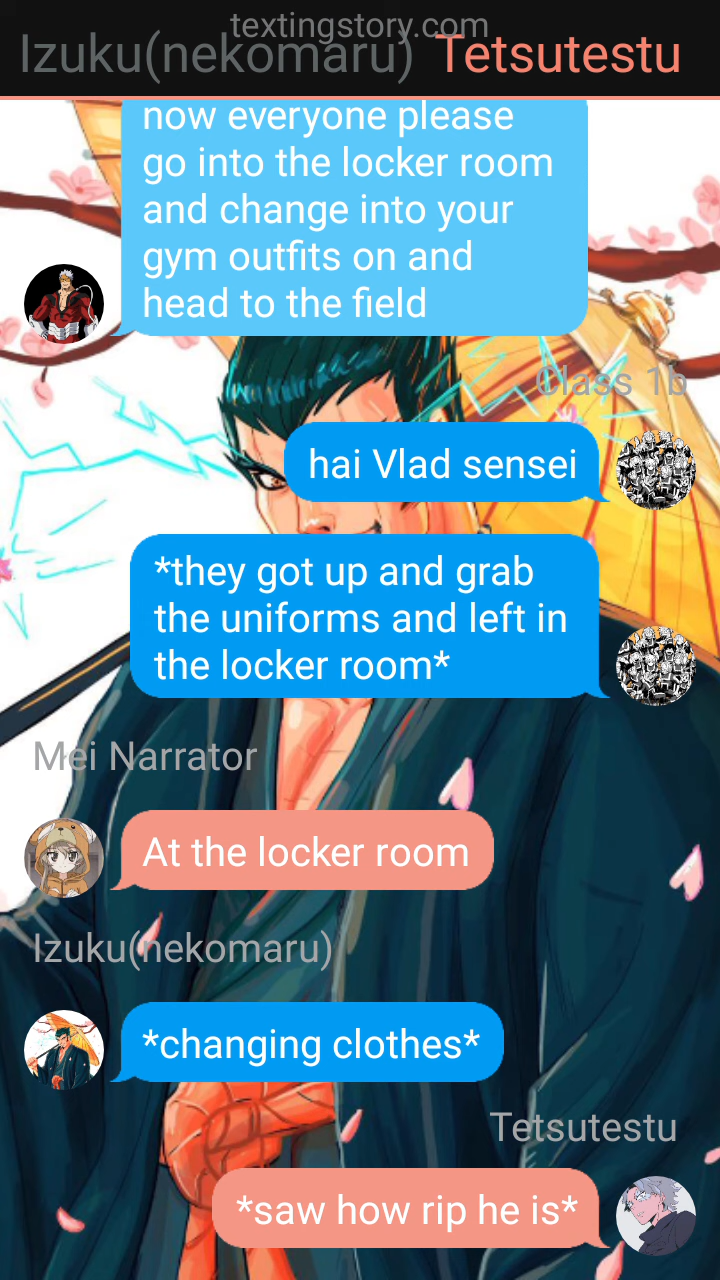 textingstory.com
Izuku(nekomaru) Tetsutestu
now everyone please
go into the locker room
and change into your
gym outfits on and
head to the field
Class 1b
hai Vlad sensei
*they got up and grab
the uniforms and left in
the locker room*
Mei Narrator
At the locker room
Izuku(nekomaru)
*changing clothes*
Tetsutestu
*saw how rip he is*